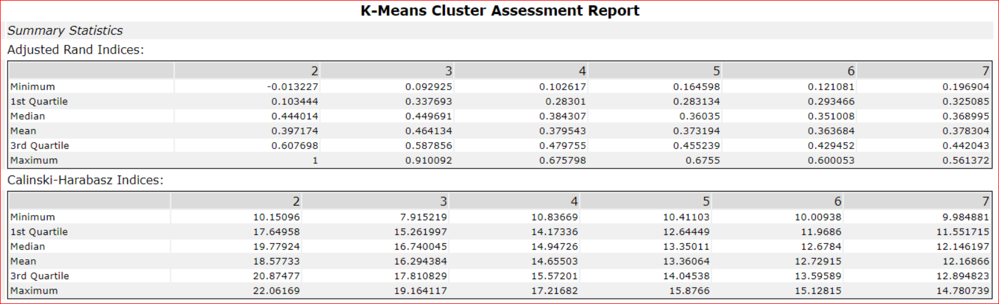 K-Means Cluster Assessment Report
Summary Statistics
Adjusted Rand Indices:
2 3 4 5 6 7
Minimum -0.013227 0.092925 0.102617 0.164598 0.121081 0.196904
1st Quartile 0.103444 0.337693 0.28301 0.283134 0.293466 0.325085
Median 0.444014 0.449691 0.384307 0.36035 0.351008 0.368995
Mean 0.397174 0.464134 0.379543 0.373194 0.363684 0.378304
3rd Quartile 0.607698 0.587856 0.479755 0.455239 0.429452 0.442043
Maximum 1 0.910092 0.675798 0.6755 0.600053 0.561372
Calinski-Harabasz Indices:
2 3 4 5 6 7
Minimum 10.15096 7.915219 10.83669 10.41103 10.00938 9.984881
1st Quartile 17.64958 15.261997 14.17336 12.64449 11.9686 11.551715
Median 19.77924 16.740045 14.94726 13.35011 12.6784 12.146197
Mean 18.57733 16.294384 14.65503 13.36064 12.72915 12.16866
3rd Quartile 20.87477 17.810829 15.57201 14.04538 13.59589 12.894823
Maximum 22.06169 19.164117 17.21682 15.8766 15.12815 14.780739